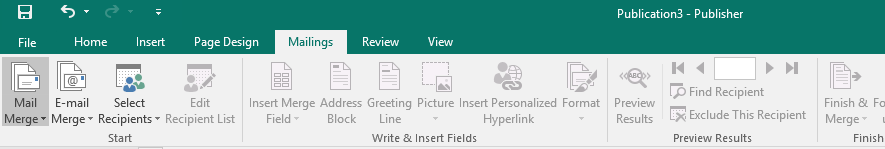 Publication3 - Publisher
File Home Insert Page Design Mailings Review View
Mail Merge
E-mail Merge
Select Recipients
Edit Recipient List
Start
Insert Merge Field
Address Block
Greeting Line
Picture
Insert Personalized Hyperlink
Format
Write & Insert Fields
ABC
Preview Results
Find Recipient
Exclude This Recipient
Preview Results
Finish & Merge
Finish